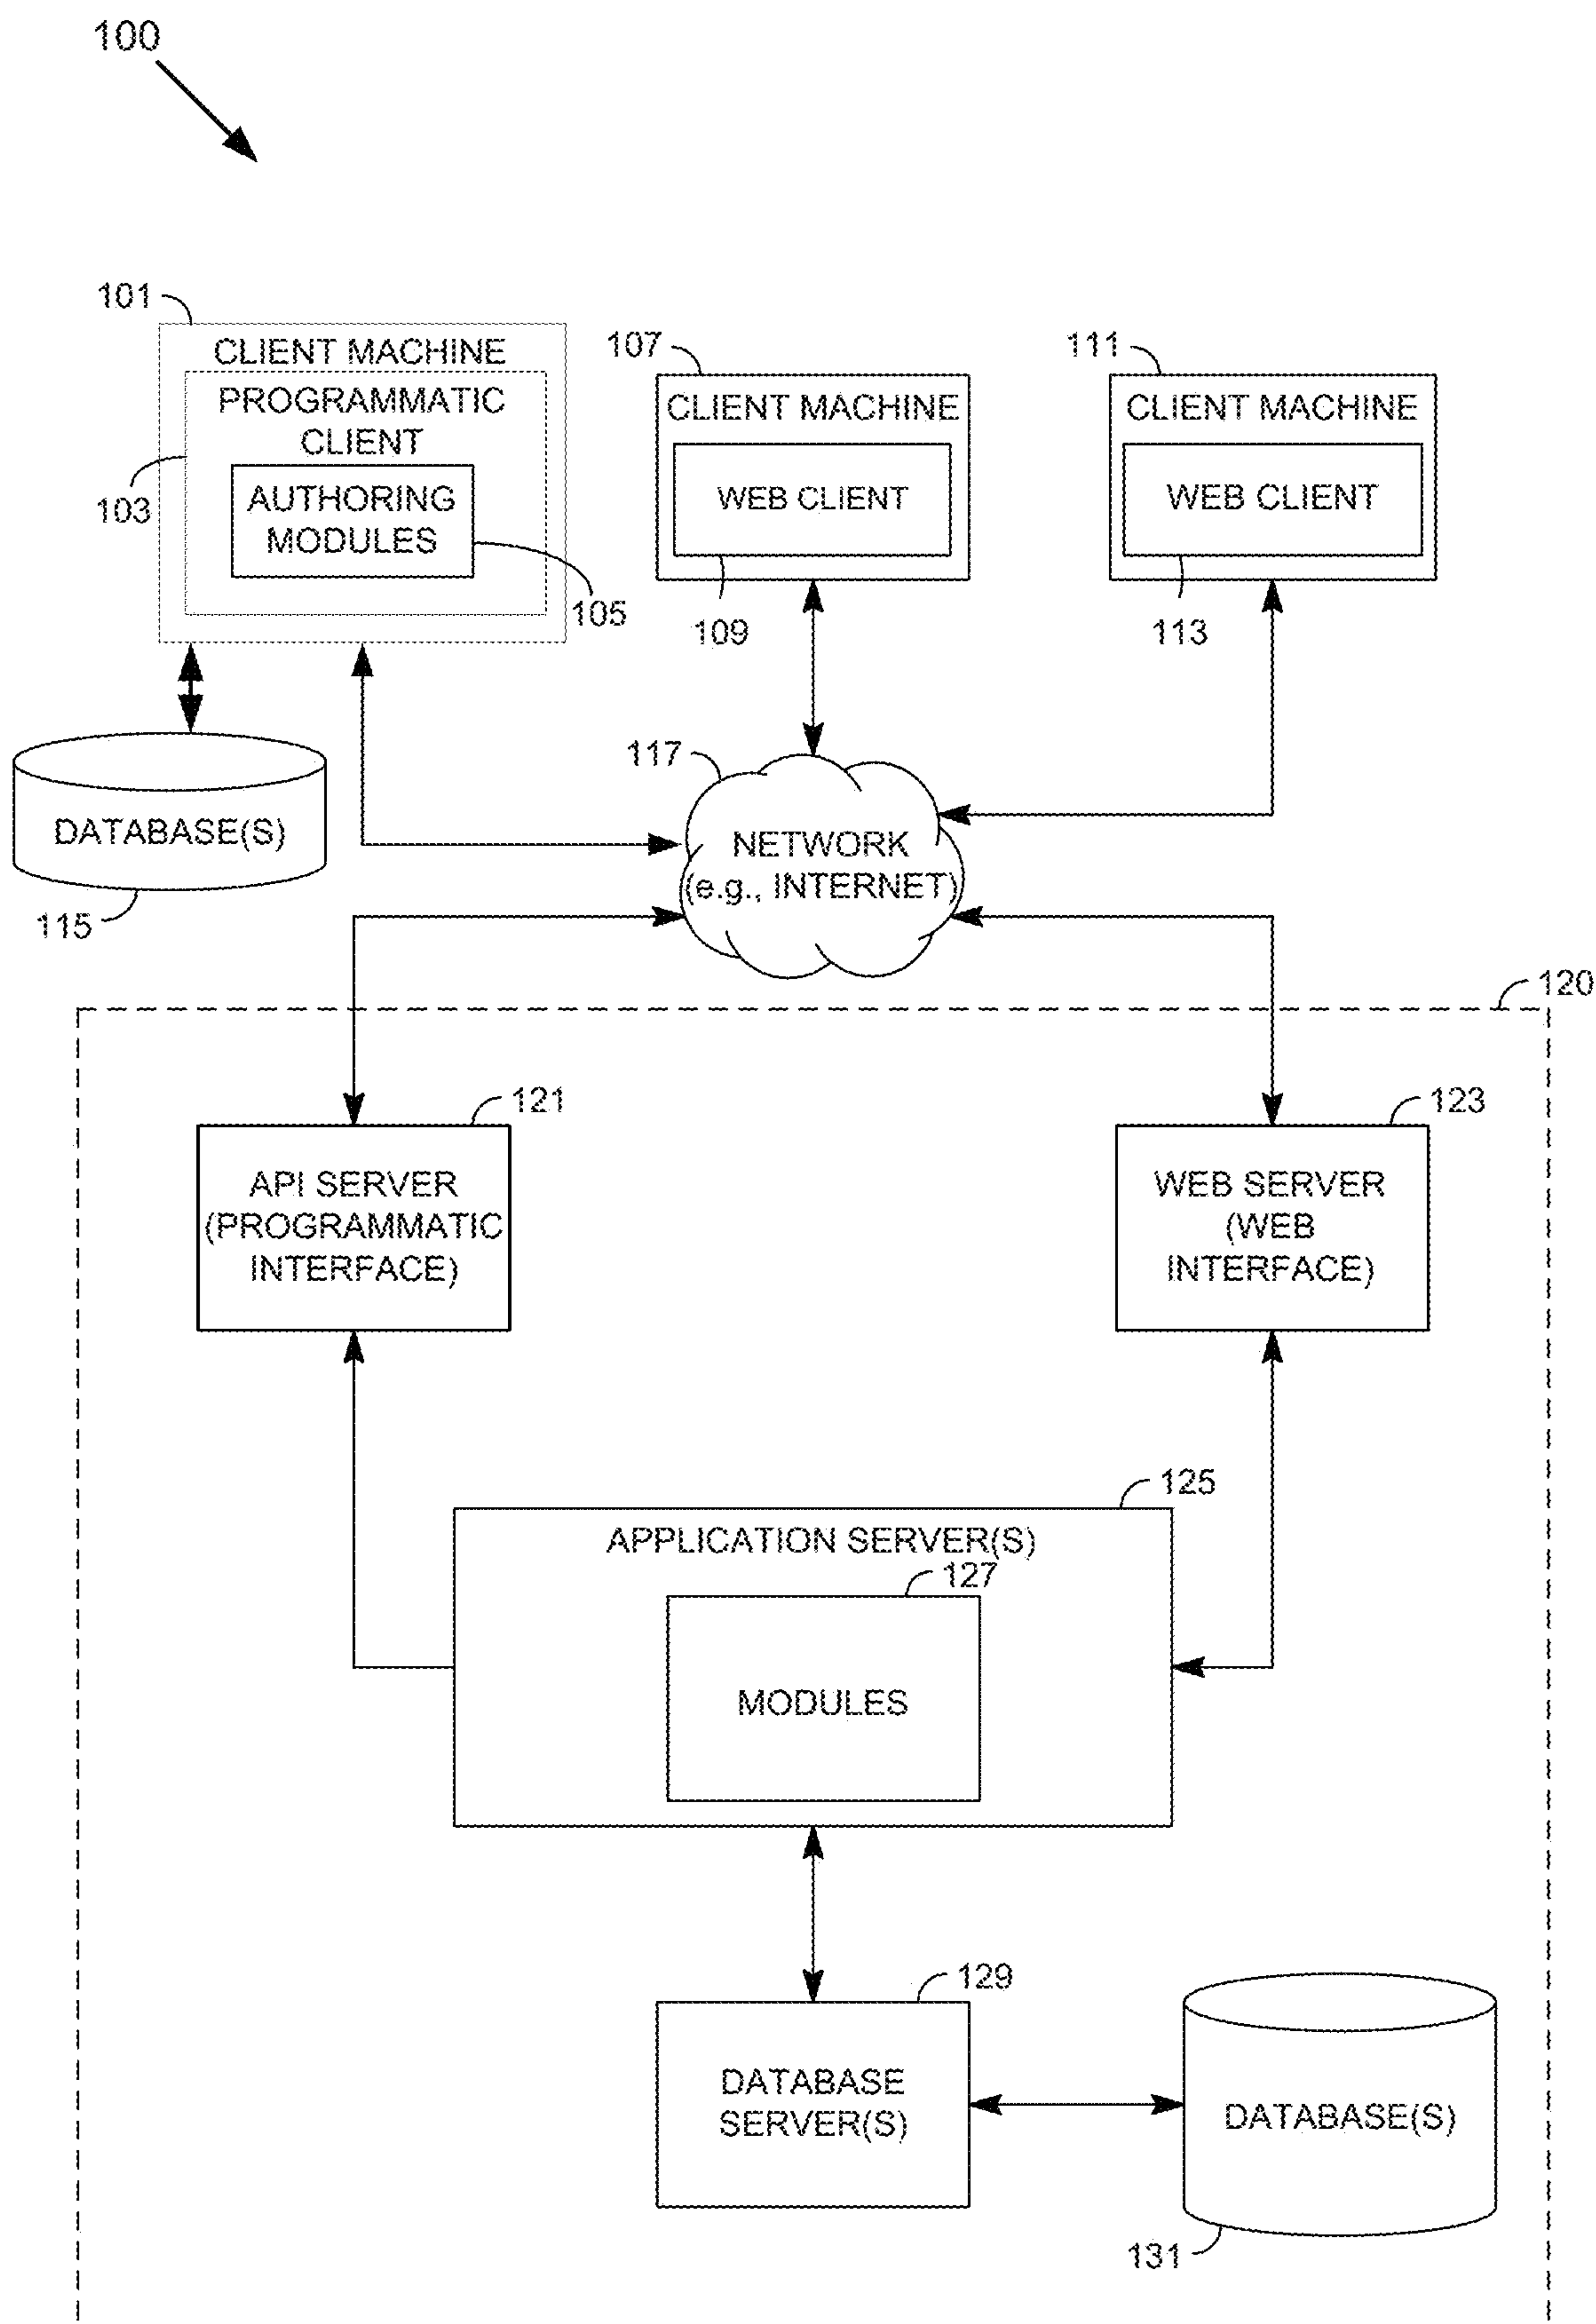 100
101
CLIENT MACHINE
PROGRAMMATIC
CLIENT
103
AUTHORING
MODULES
105
107
CLIENT MACHINE
WEB CLIENT
109
111
CLIENT MACHINE
WEB CLIENT
113
DATABASE(S)
115
117
NETWORK
(e.g., INTERNET)
120
121
API SERVER
(PROGRAMMATIC
INTERFACE)
123
WEB SERVER
(WEB
INTERFACE)
125
APPLICATION SERVER(S)
127
MODULES
129
DATABASE
SERVER(S)
DATABASE(S)
131